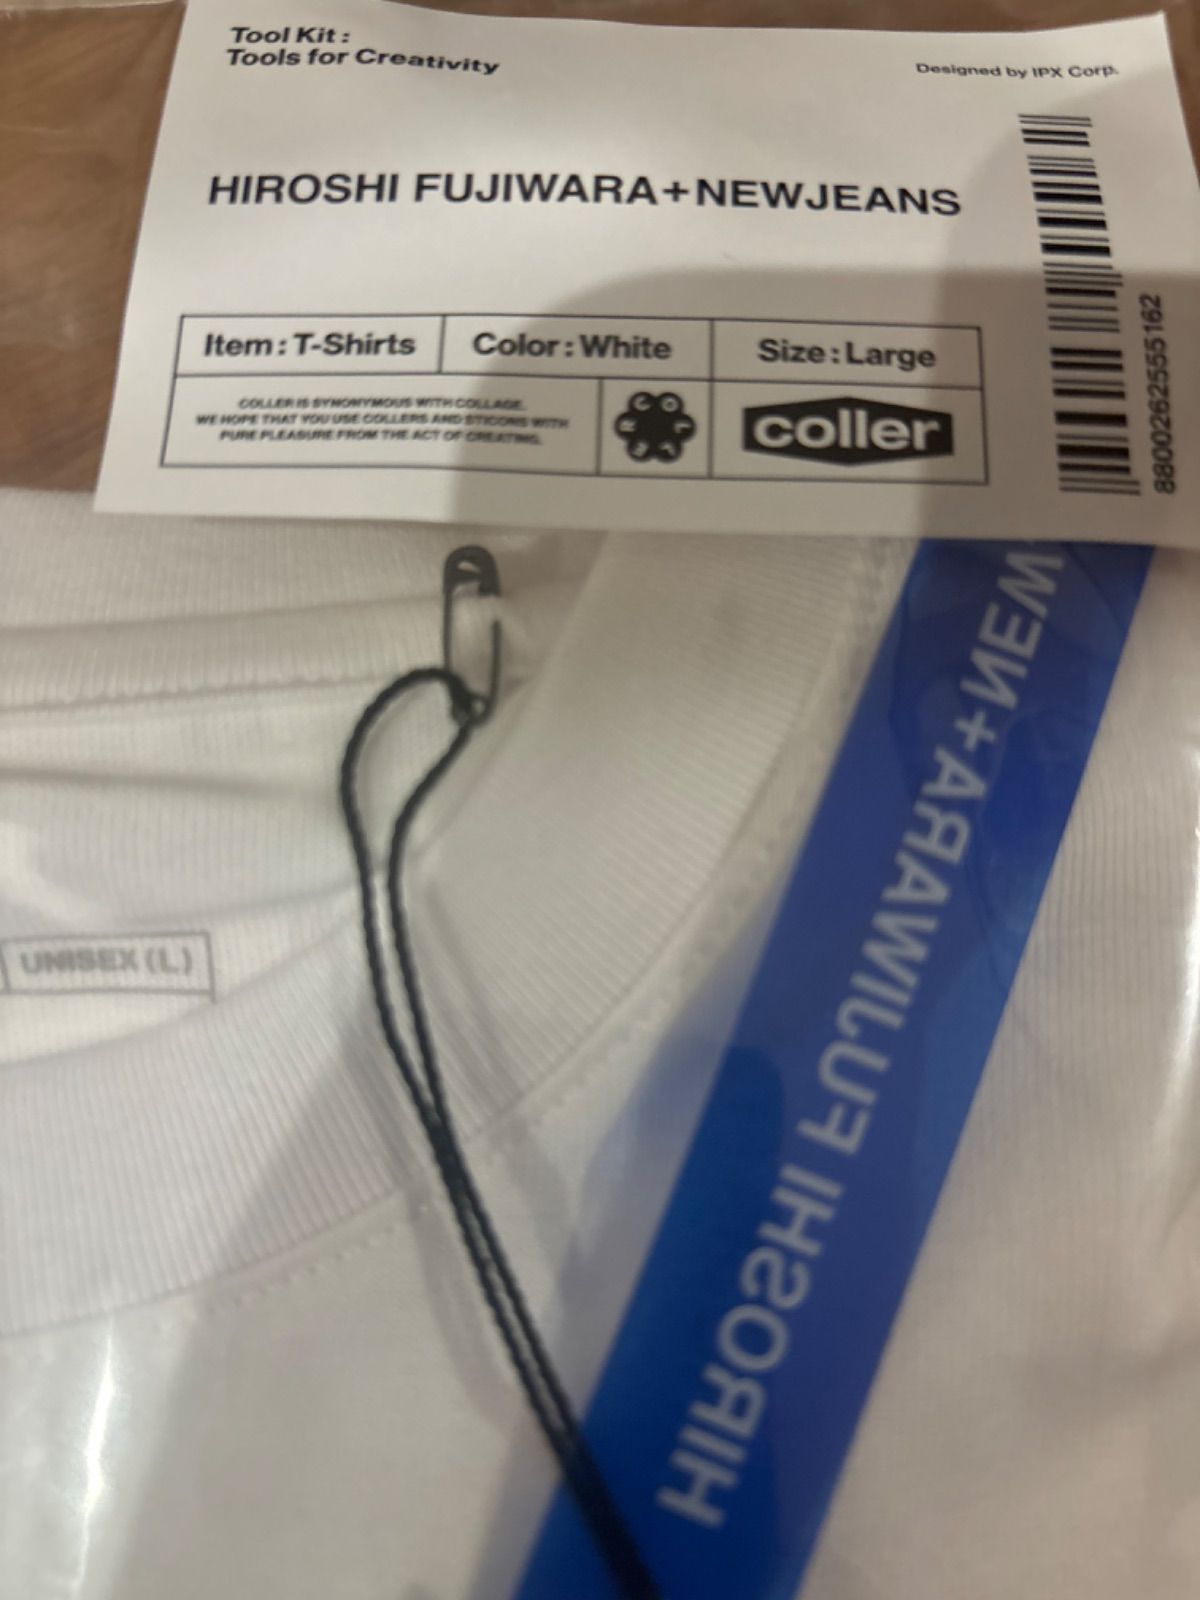 Tool Kit :
Tools for Creativity
Designed by IPX Corp.
HIROSHI FUJIWARA+NEWJEANS
Item : T-Shirts
Color : White
Size : Large
COLLER IS SYNONYMOUS WITH COLLAGE.
WE HOPE THAT YOU USE COLLERS AND STICONS WITH
PURE PLEASURE FROM THE ACT OF CREATING.
COLLER
coller
8800262555162
UNISEX (L)
HIROSHI FUJIWARA+NEW